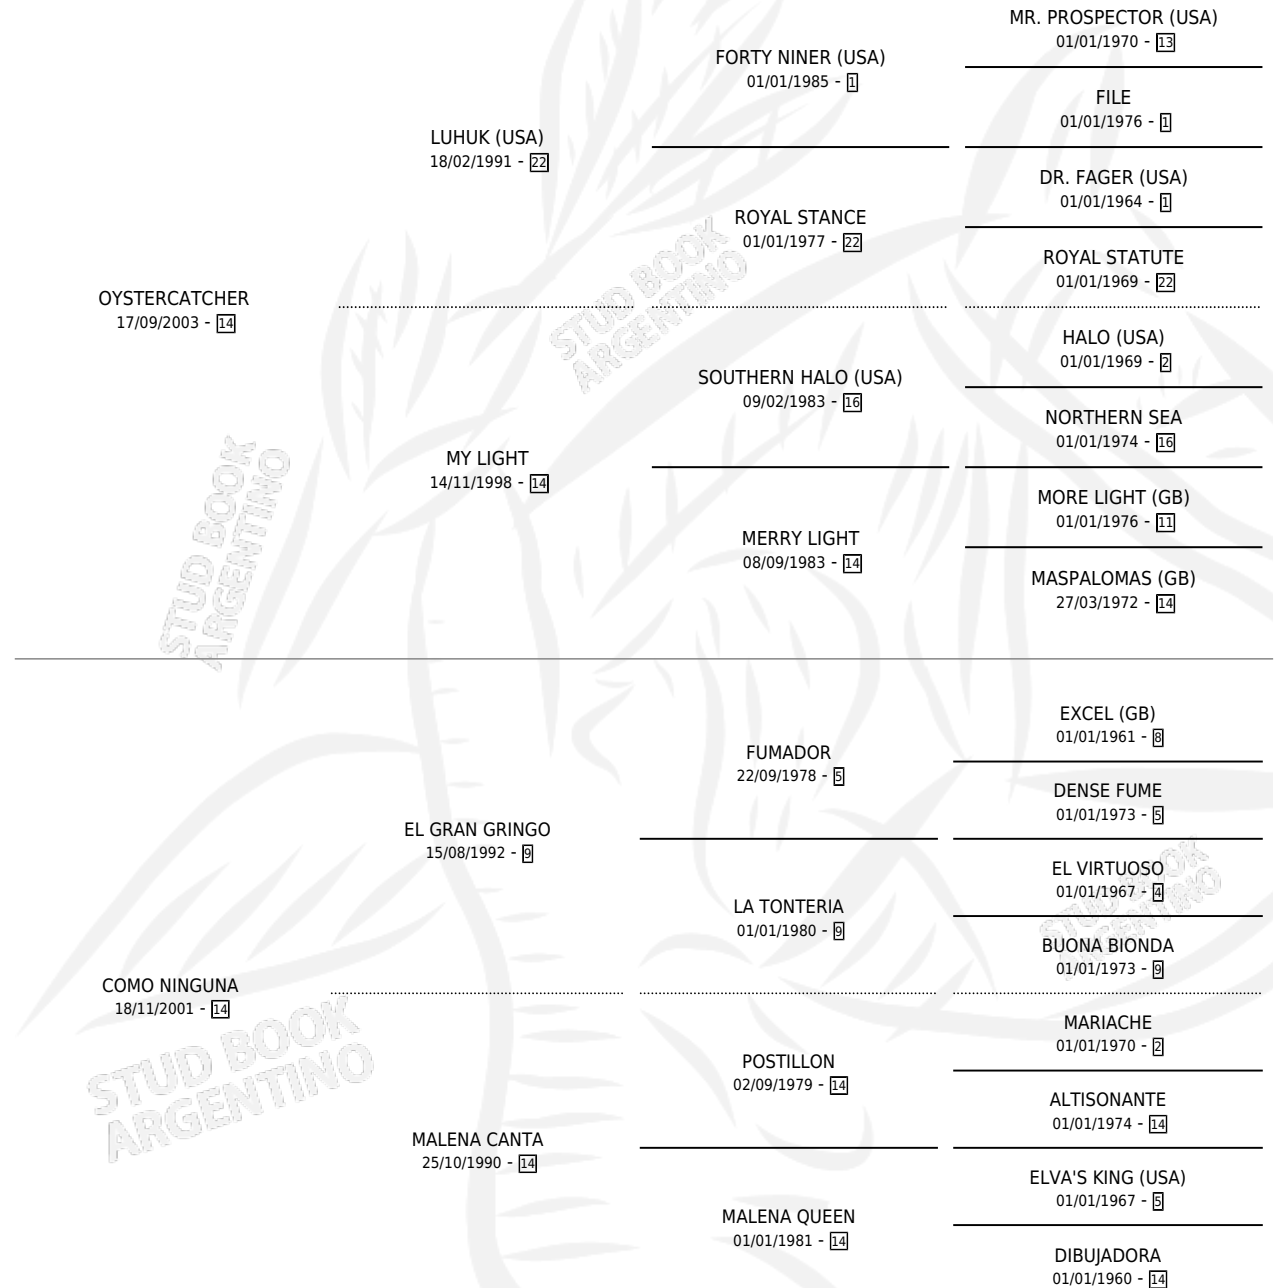 MR. PROSPECTOR (USA)
01/01/1970 - 13
FORTY NINER (USA)
01/01/1985 - 1
FILE
01/01/1976 - 1
LUHUK (USA)
18/02/1991 - 22
DR. FAGER (USA)
01/01/1964 - 1
ROYAL STANCE
01/01/1977 - 22
ROYAL STATUTE
01/01/1969 - 22
OYSTERCATCHER
17/09/2003 - 14
STUD BOOK
ARGENTINO
HALO (USA)
01/01/1969 - 2
SOUTHERN HALO (USA)
09/02/1983 - 16
NORTHERN SEA
01/01/1974 - 16
MY LIGHT
14/11/1998 - 14
MORE LIGHT (GB)
01/01/1976 - 11
MERRY LIGHT
08/09/1983 - 14
MASPALOMAS (GB)
27/03/1972 - 14
STUD BOOK
ARGENTINO
EXCEL (GB)
01/01/1961 - 8
FUMADOR
22/09/1978 - 5
DENSE FUME
01/01/1973 - 5
EL GRAN GRINGO
15/08/1992 - 9
EL VIRTUOSO
01/01/1967 - 4
LA TONTERIA
01/01/1980 - 9
BUONA BIONDA
01/01/1973 - 9
STUD BOOK
ARGENTINO
COMO NINGUNA
18/11/2001 - 14
MARIACHE
01/01/1970 - 2
POSTILLON
02/09/1979 - 14
ALTISONANTE
01/01/1974 - 14
STUD BOOK
ARGENTINO
MALENA CANTA
25/10/1990 - 14
ELVA'S KING (USA)
01/01/1967 - 5
MALENA QUEEN
01/01/1981 - 14
DIBUJADORA
01/01/1960 - 14